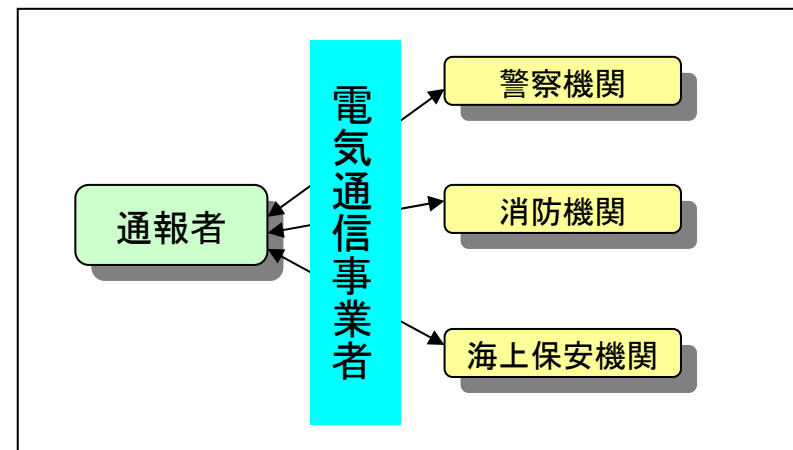 通報者
電気通信事業者
警察機関
消防機関
海上保安機関